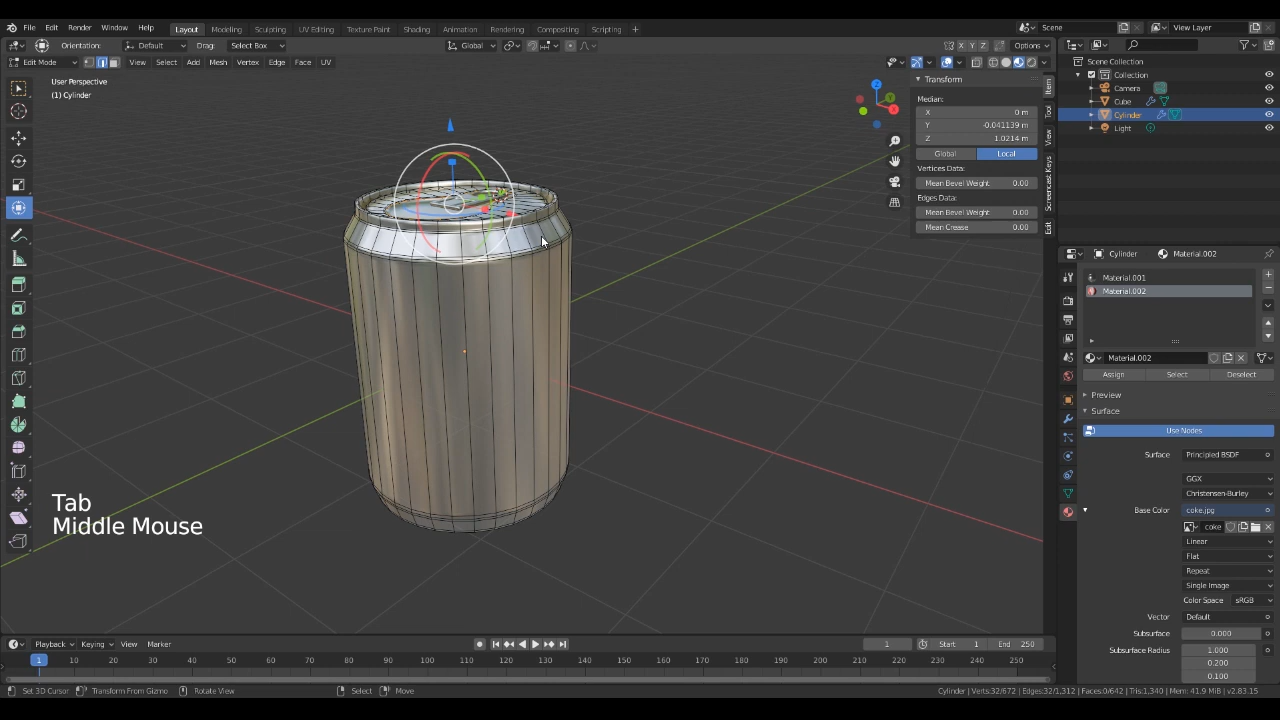 File Edit Render Window Help Layout Modeling Sculpting UV Editing Texture Paint Shading Animation Rendering Compositing Scripting + Scene View Layer
Orientation: Default Drag: Select Box Global X Y Z Options
Edit Mode View Select Add Mesh Vertex Edge Face UV
User Perspective
(1) Cylinder
Transform
Median:
X 0 m
Y -0.041139 m
Z 1.0214 m
Global Local
Vertices Data:
Mean Bevel Weight 0.00
Edges Data:
Mean Bevel Weight 0.00
Mean Crease 0.00
Item
Tool
View
Screencast Keys
Edit
Scene Collection
Collection
Camera
Cube
Cylinder
Light
Cylinder Material.002
Material.001
Material.002
Material.002
Assign Select Deselect
Preview
Surface
Use Nodes
Surface Principled BSDF
GGX
Christensen-Burley
Base Color coke.jpg
coke
Linear
Flat
Repeat
Single Image
Color Space sRGB
Vector Default
Subsurface 0.000
Subsurface Radius 1.000
0.200
0.100
Tab
Middle Mouse
Playback Keying View Marker 1 Start 1 End 250
1 10 20 30 40 50 60 70 80 90 100 110 120 130 140 150 160 170 180 190 200 210 220 230 240 250
Set 3D Cursor Transform From Gizmo Rotate View Select Move Cylinder | Verts:32/672 | Edges:32/1,312 | Faces:0/642 | Tris:1,340 | Mem: 41.9 MiB | v2.83.15